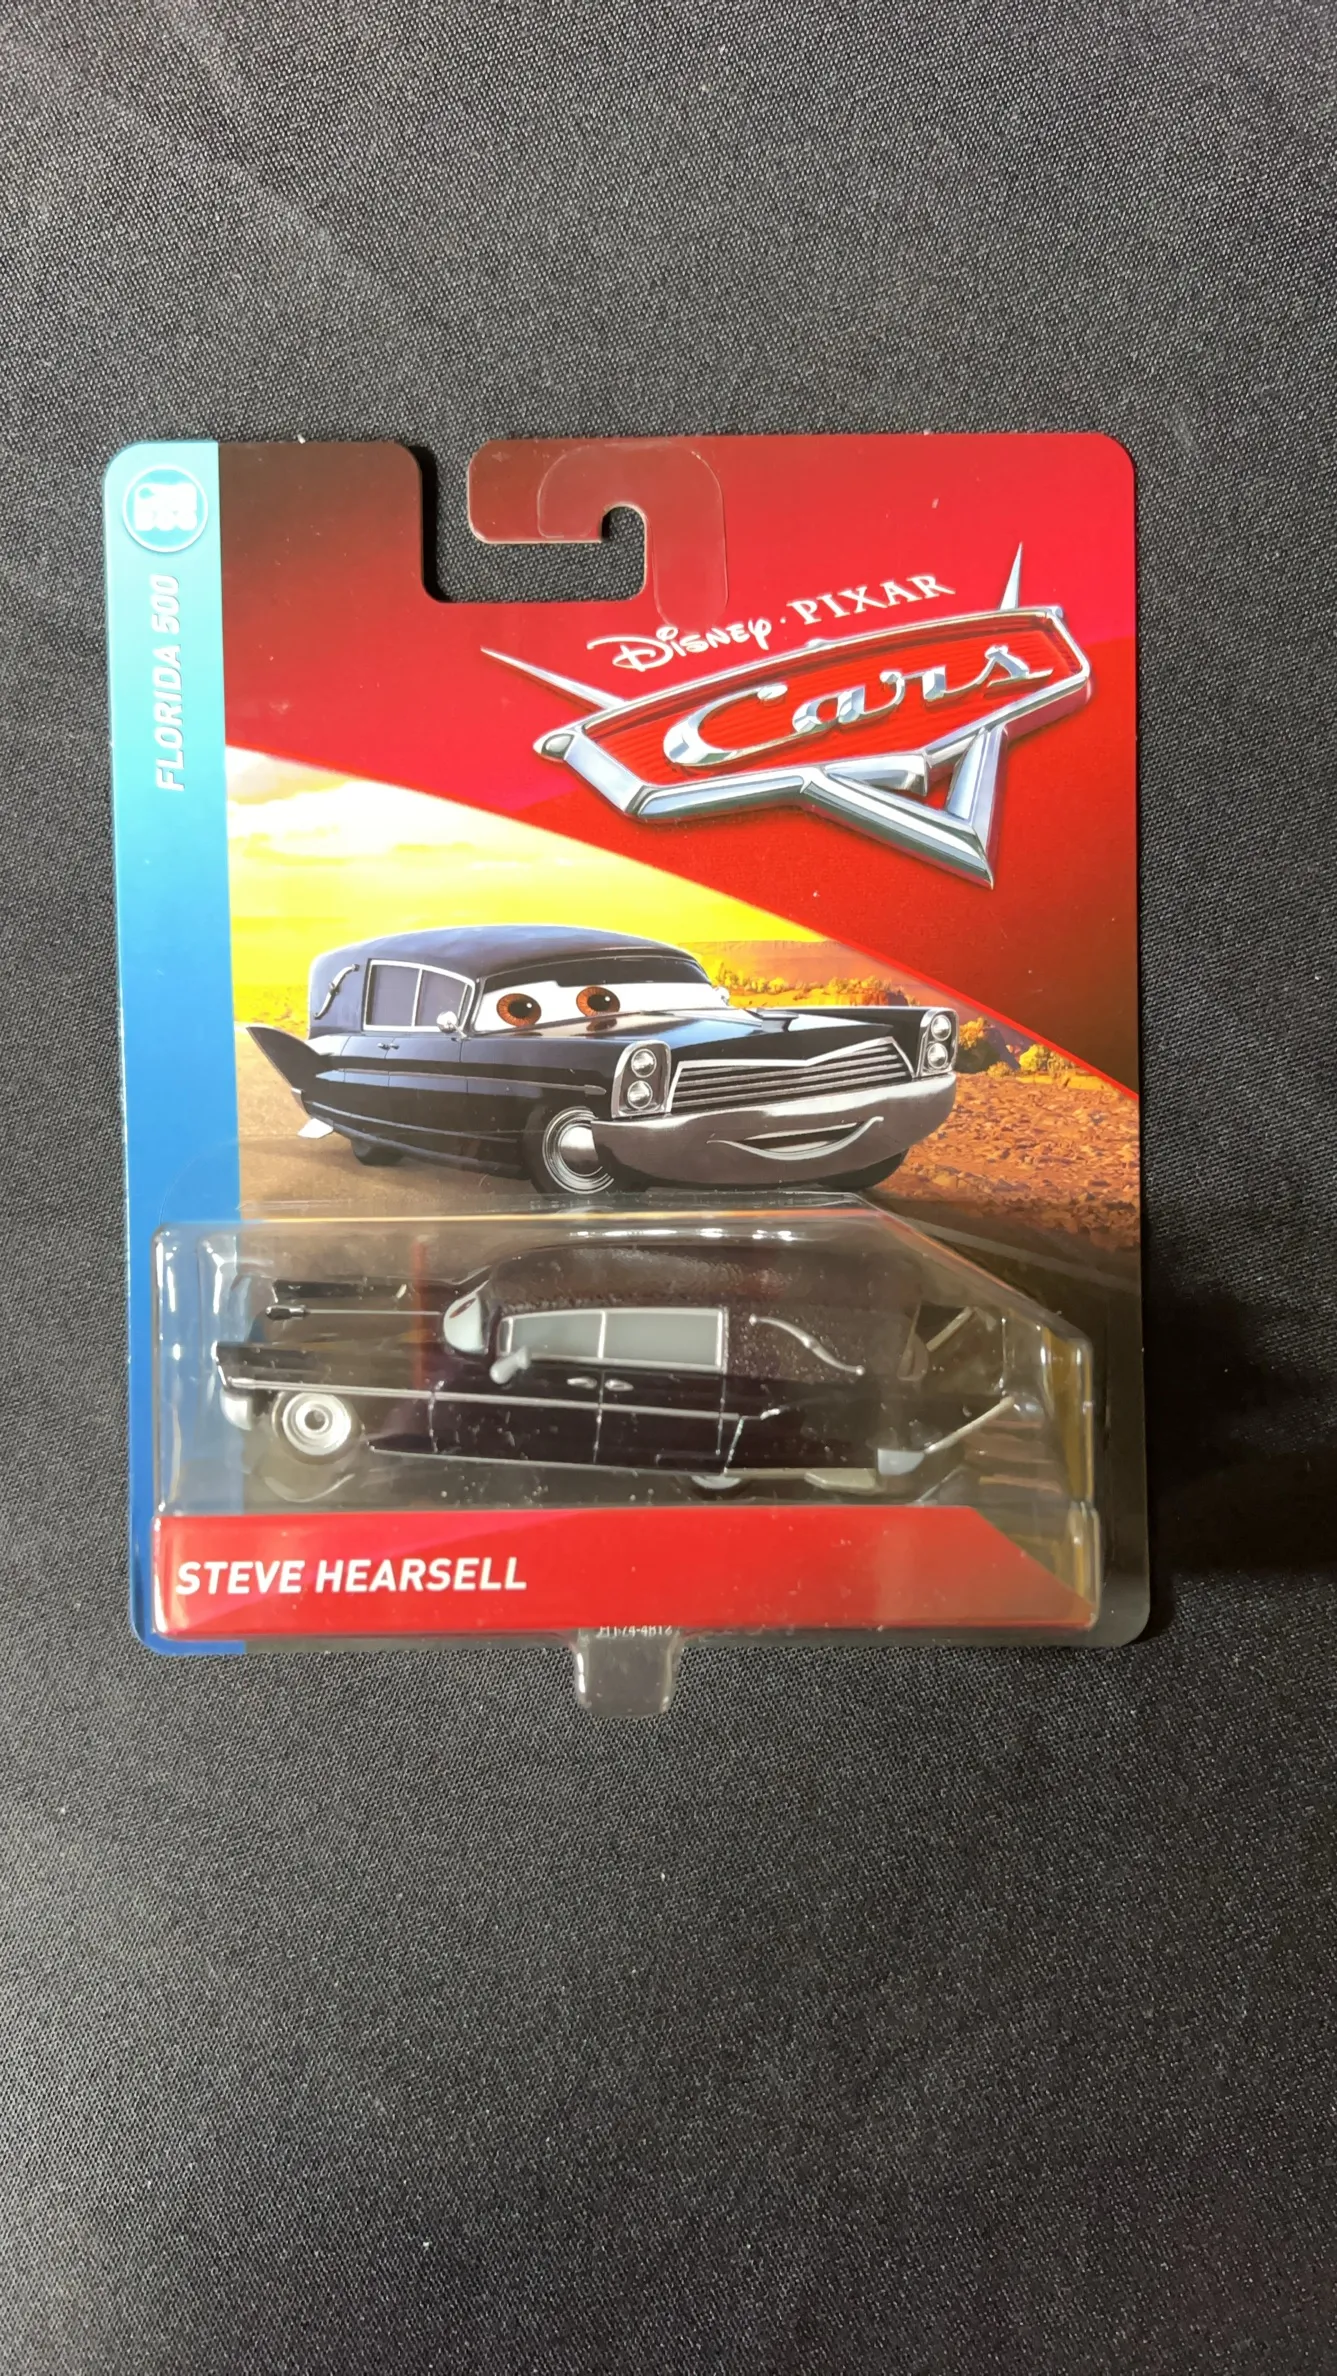 FLORIDA 500
DISNEY · PIXAR
Cars
STEVE HEARSELL